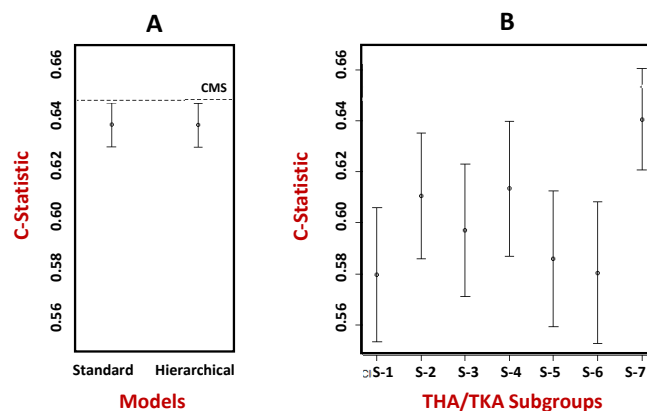 A
B
0.66
0.64
0.62
0.60
0.58
0.56
C-Statistic
CMS
Standard
Hierarchical
Models
0.66
0.64
0.62
0.60
0.58
0.56
C-Statistic
S-1
S-2
S-3
S-4
S-5
S-6
S-7
THA/TKA Subgroups